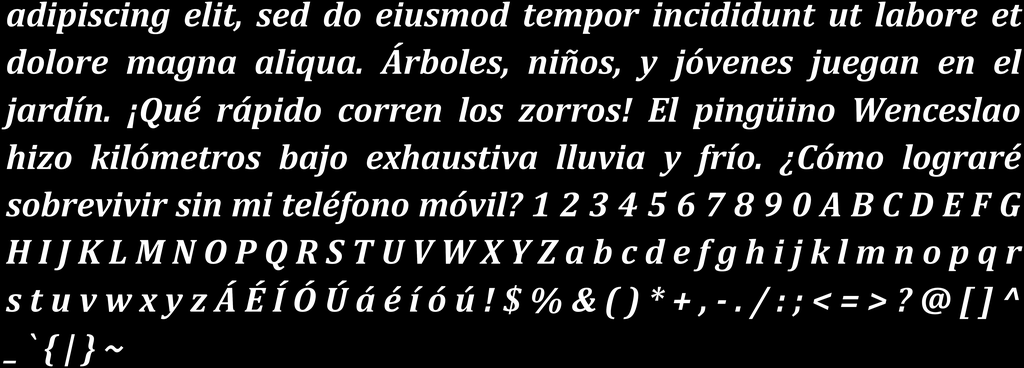 adipiscing elit, sed do eiusmod tempor incididunt ut labore et
dolore magna aliqua. Árboles, niños, y jóvenes juegan en el
jardín. ¡Qué rápido corren los zorros! El pingüino Wenceslao
hizo kilómetros bajo exhaustiva lluvia y frío. ¿Cómo lograré
sobrevivir sin mi teléfono móvil? 1 2 3 4 5 6 7 8 9 0 A B C D E F G
H I J K L M N O P Q R S T U V W X Y Z a b c d e f g h i j k l m n o p q r
s t u v w x y z Á É Í Ó Ú á é í ó ú ! $ % & ( ) * + , - . / : ; < = > ? @ [ ] ^
_ ` { | } ~